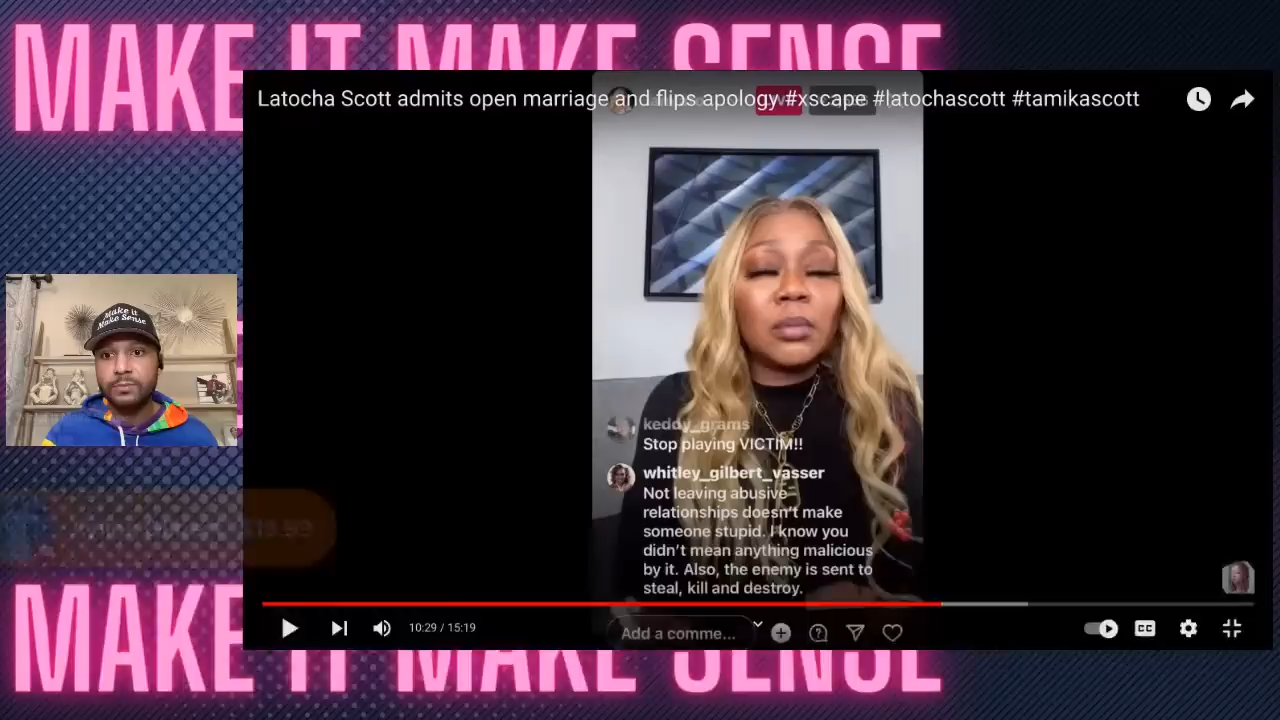 MAKE IT MAKE SENSE
Latocha Scott admits open marriage and flips apology #xscape #latochascott #tamikascott
Make it
Make Sense
keddy_grams
Stop playing VICTIM!!
whitley_gilbert_vasser
Not leaving abusive
relationships doesn't make
someone stupid. I know you
didn't mean anything malicious
by it. Also, the enemy is sent to
steal, kill and destroy.
10:29 / 15:19
Add a comme...
CC
MAKE IT MAKE SENSE